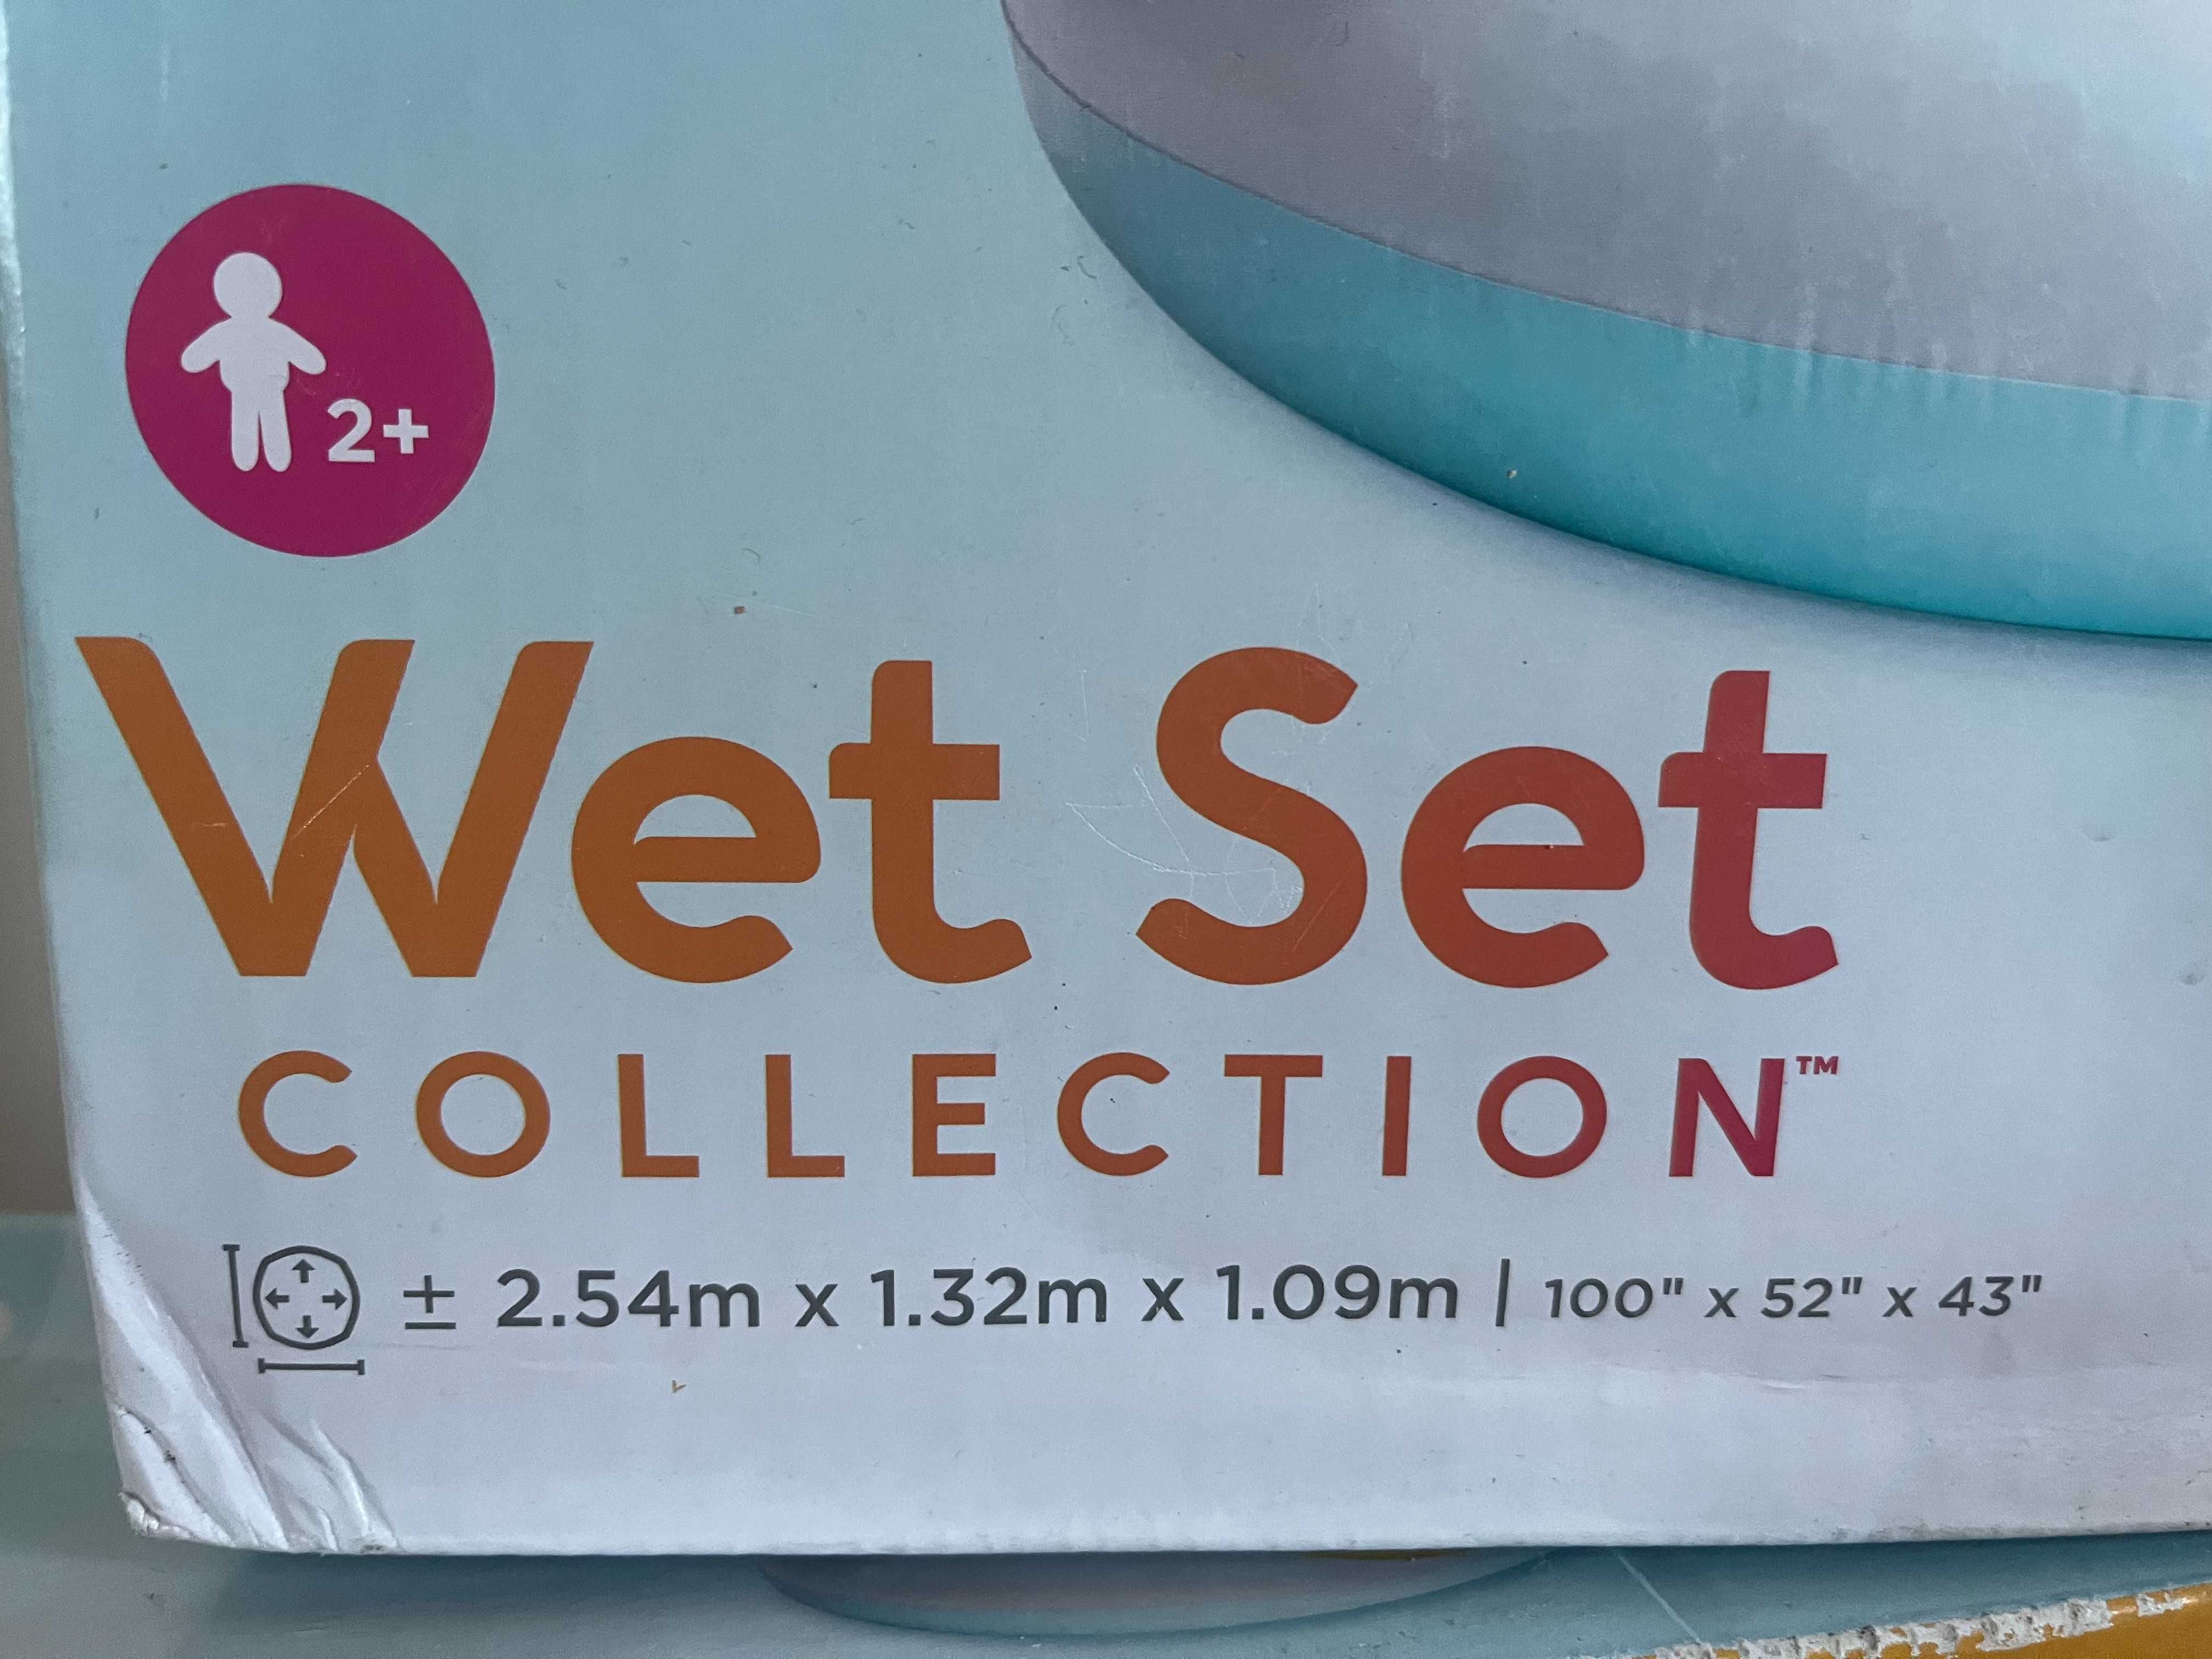 2+
Wet Set
COLLECTION™
± 2.54m x 1.32m x 1.09m | 100" x 52" x 43"